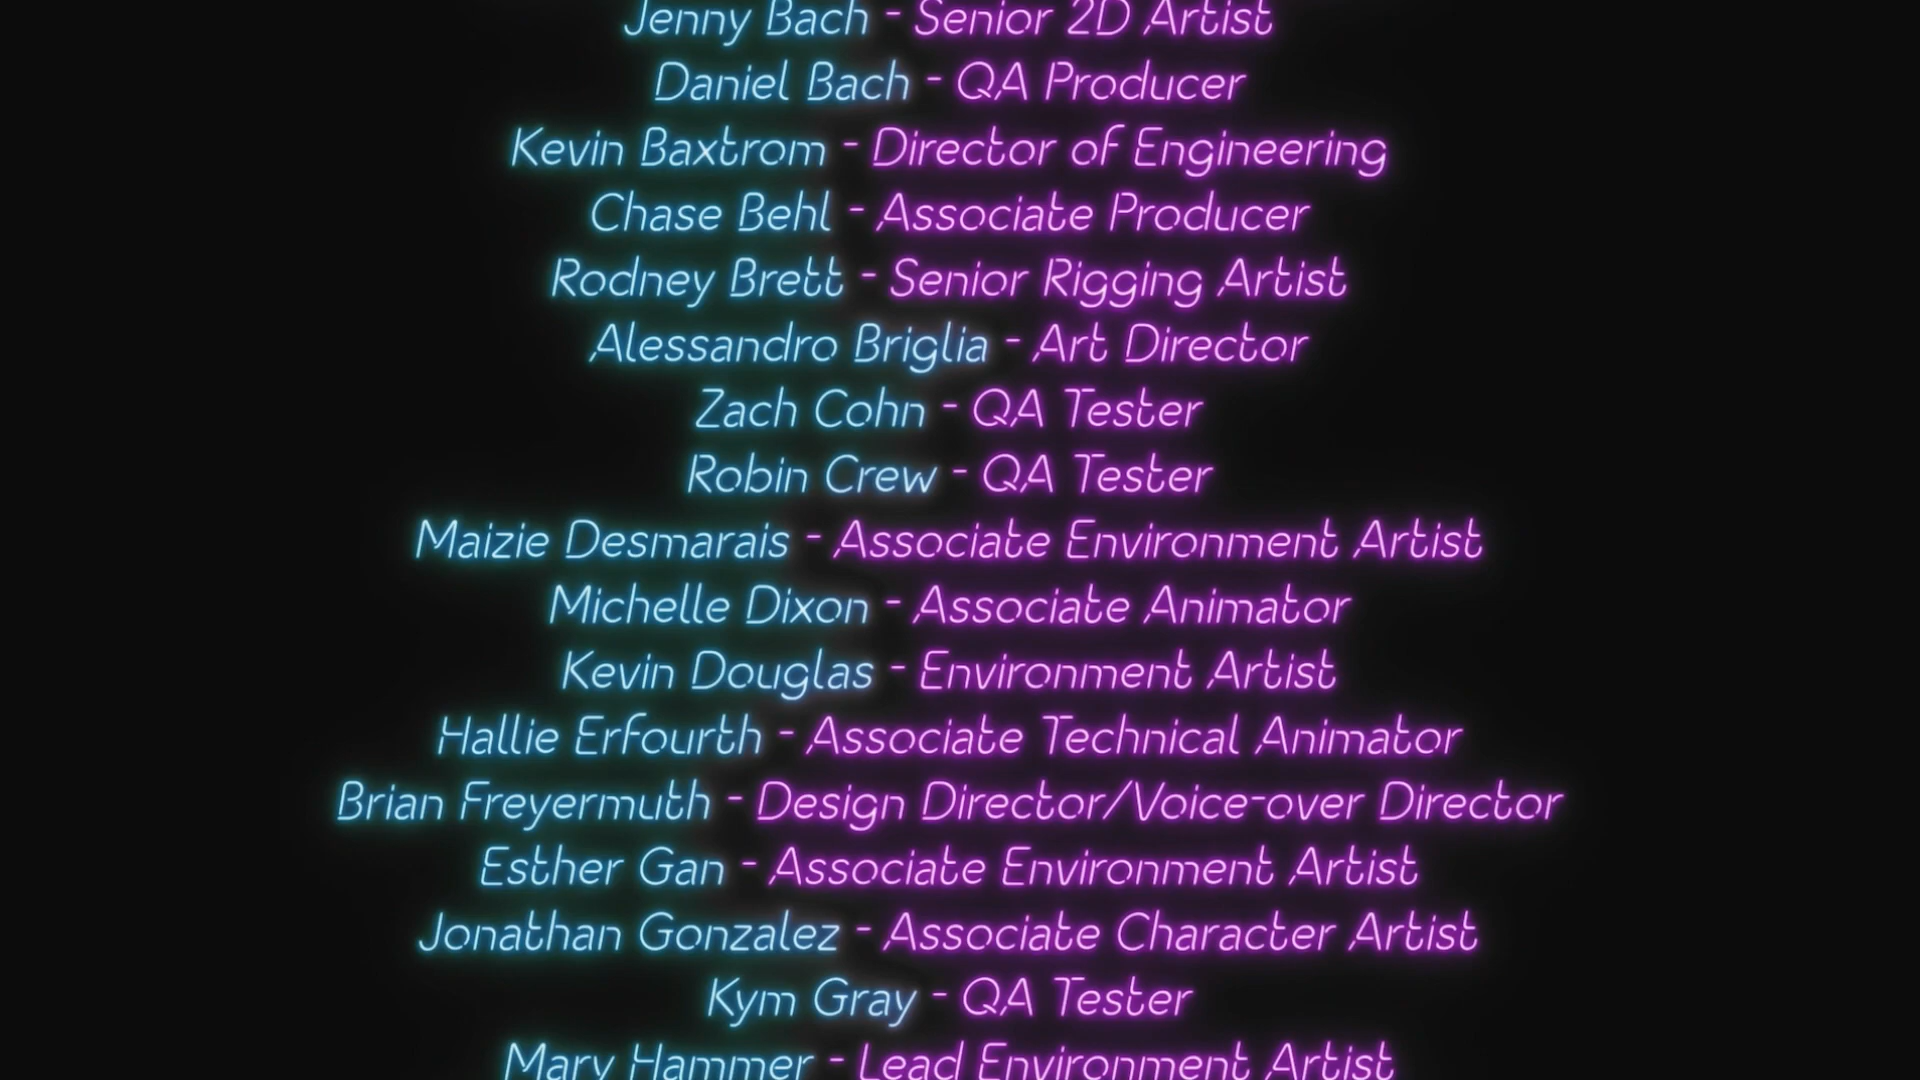 Jenny Bach - Senior 2D Artist
Daniel Bach - QA Producer
Kevin Baxtrom - Director of Engineering
Chase Behl - Associate Producer
Rodney Brett - Senior Rigging Artist
Alessandro Briglia - Art Director
Zach Cohn - QA Tester
Robin Crew - QA Tester
Maizie Desmarais - Associate Environment Artist
Michelle Dixon - Associate Animator
Kevin Douglas - Environment Artist
Hallie Erfourth - Associate Technical Animator
Brian Freyermuth - Design Director/Voice-over Director
Esther Gan - Associate Environment Artist
Jonathan Gonzalez - Associate Character Artist
Kym Gray - QA Tester
Mary Hammer - Lead Environment Artist